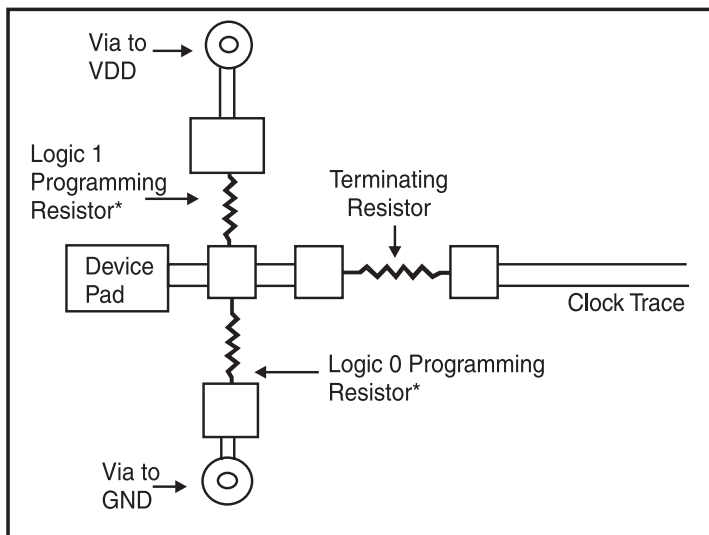 Via to
VDD
Logic 1
Programming
Resistor*
Terminating
Resistor
Device
Pad
Clock Trace
Logic 0 Programming
Resistor*
Via to
GND